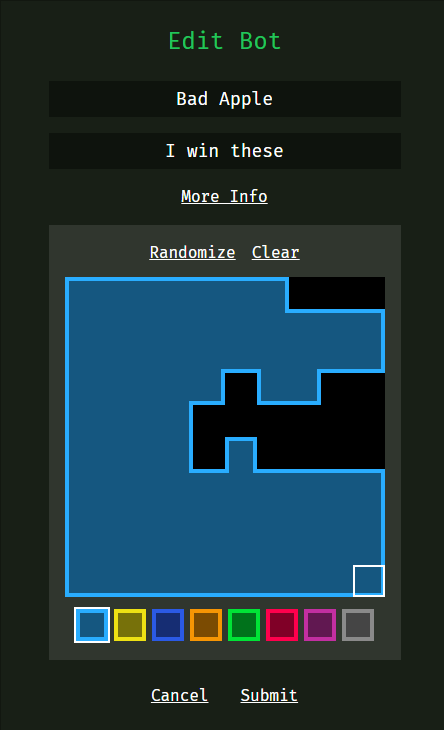 Edit Bot
Bad Apple
I win these
More Info
Randomize Clear
Cancel Submit